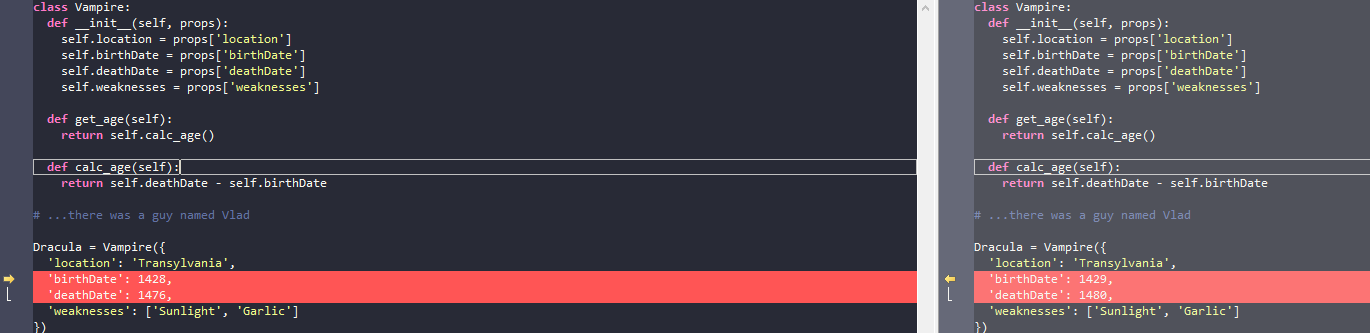 class Vampire:
  def __init__(self, props):
    self.location = props['location']
    self.birthDate = props['birthDate']
    self.deathDate = props['deathDate']
    self.weaknesses = props['weaknesses']

  def get_age(self):
    return self.calc_age()

  def calc_age(self):
    return self.deathDate - self.birthDate

# ...there was a guy named Vlad

Dracula = Vampire({
  'location': 'Transylvania',
  'birthDate': 1428,
  'deathDate': 1476,
  'weaknesses': ['Sunlight', 'Garlic']
})

class Vampire:
  def __init__(self, props):
    self.location = props['location']
    self.birthDate = props['birthDate']
    self.deathDate = props['deathDate']
    self.weaknesses = props['weaknesses']

  def get_age(self):
    return self.calc_age()

  def calc_age(self):
    return self.deathDate - self.birthDate

# ...there was a guy named Vlad

Dracula = Vampire({
  'location': 'Transylvania',
  'birthDate': 1429,
  'deathDate': 1480,
  'weaknesses': ['Sunlight', 'Garlic']
})